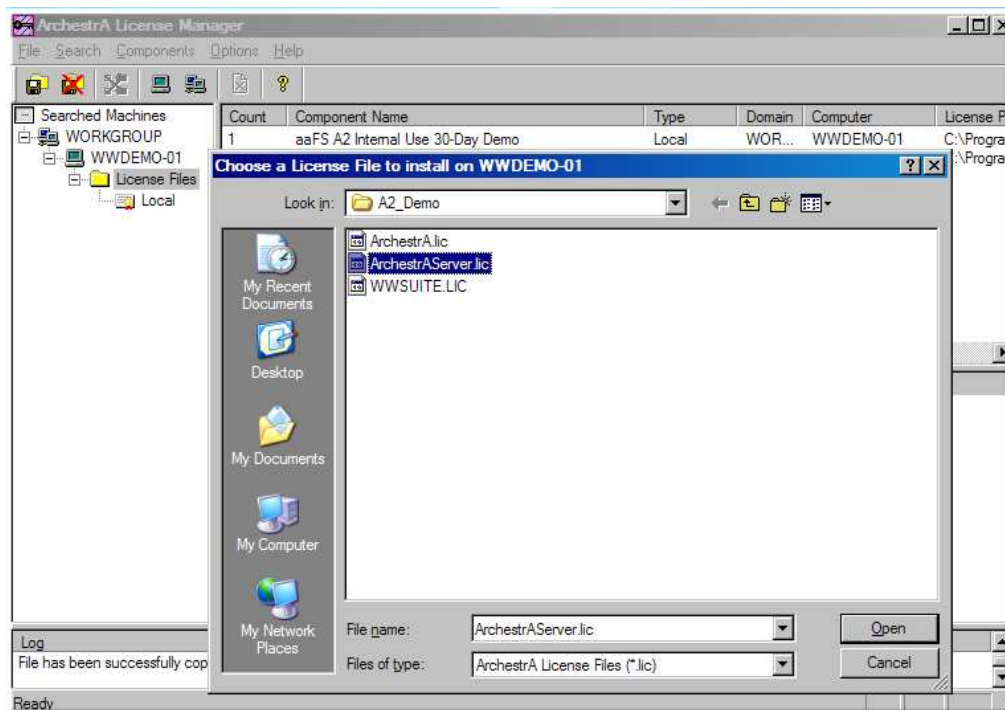 ArchestrA License Manager
File Search Components Options Help
Searched Machines
WORKGROUP
WWDEMO-01
License Files
Local
Count Component Name Type Domain Computer License P
1 aaFS A2 Internal Use 30-Day Demo Local WOR... WWDEMO-01 C:\Progra
:\Progra
Choose a License File to install on WWDEMO-01
Look in: A2_Demo
ArchestrA.lic
ArchestrAServer.lic
WWSUITE.LIC
My Recent
Documents
Desktop
My Documents
My Computer
My Network
Places
File name: ArchestrAServer.lic Open
Files of type: ArchestrA License Files (*.lic) Cancel
Log
File has been successfully cop
Ready